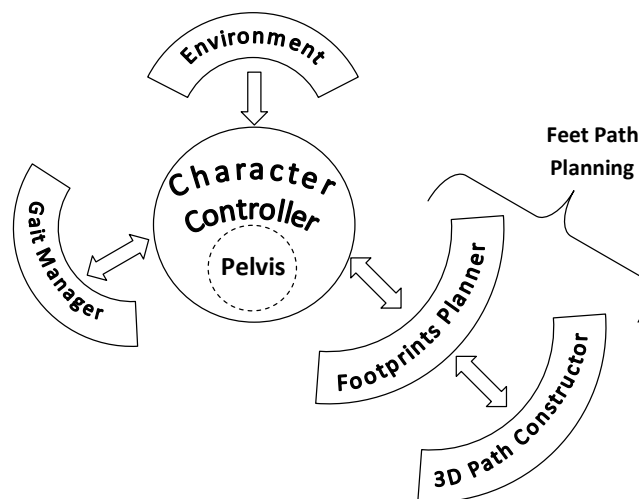 Environment
Character
Controller
Pelvis
Gait Manager
Feet Path
Planning
Footprints Planner
3D Path Constructor